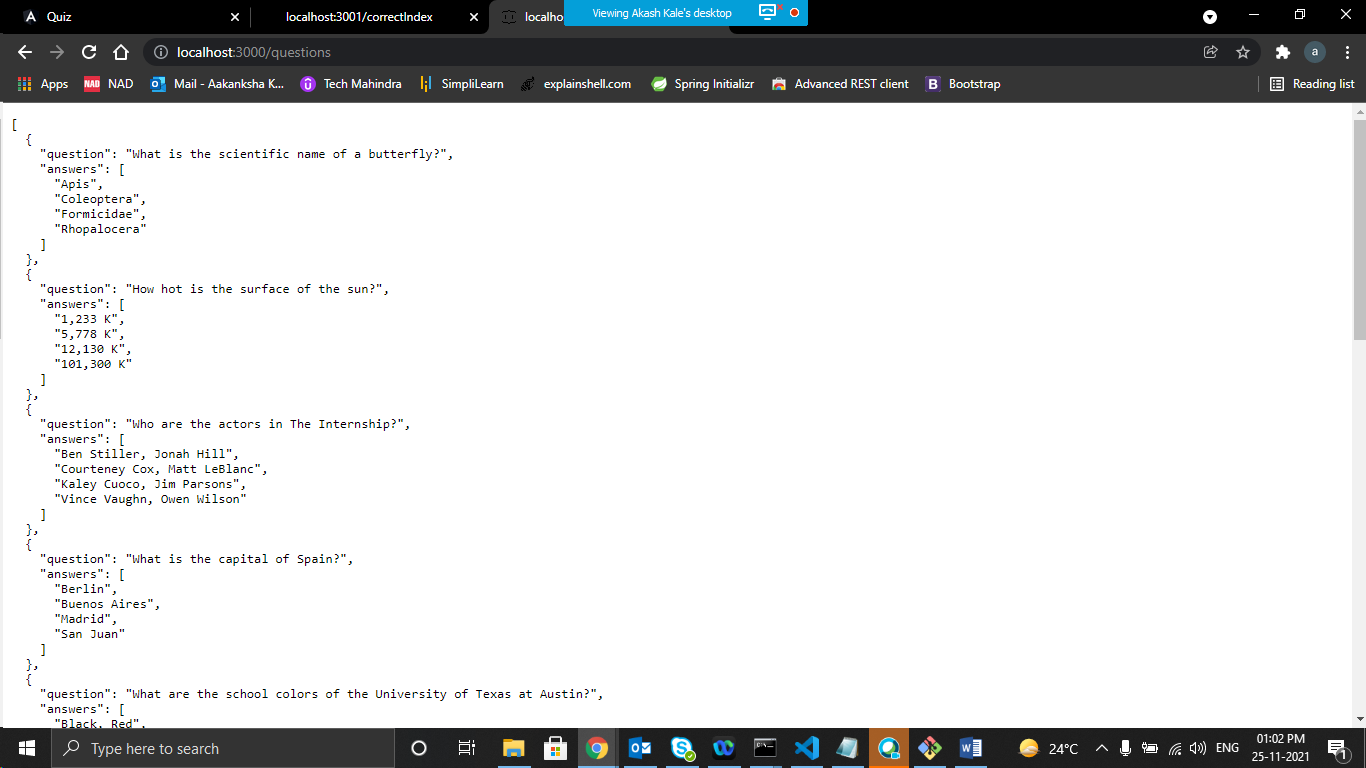 Quiz
localhost:3001/correctIndex
localho
Viewing Akash Kale's desktop
localhost:3000/questions
a
Apps
NAD NAD
Mail - Aakanksha K...
Tech Mahindra
SimpliLearn
explainshell.com
Spring Initializr
Advanced REST client
B Bootstrap
Reading list
[
{
"question": "What is the scientific name of a butterfly?",
"answers": [
"Apis",
"Coleoptera",
"Formicidae",
"Rhopalocera"
]
},
{
"question": "How hot is the surface of the sun?",
"answers": [
"1,233 K",
"5,778 K",
"12,130 K",
"101,300 K"
]
},
{
"question": "Who are the actors in The Internship?",
"answers": [
"Ben Stiller, Jonah Hill",
"Courteney Cox, Matt LeBlanc",
"Kaley Cuoco, Jim Parsons",
"Vince Vaughn, Owen Wilson"
]
},
{
"question": "What is the capital of Spain?",
"answers": [
"Berlin",
"Buenos Aires",
"Madrid",
"San Juan"
]
},
{
"question": "What are the school colors of the University of Texas at Austin?",
"answers": [
"Black, Red",
Type here to search
24°C
ENG
01:02 PM
25-11-2021
1